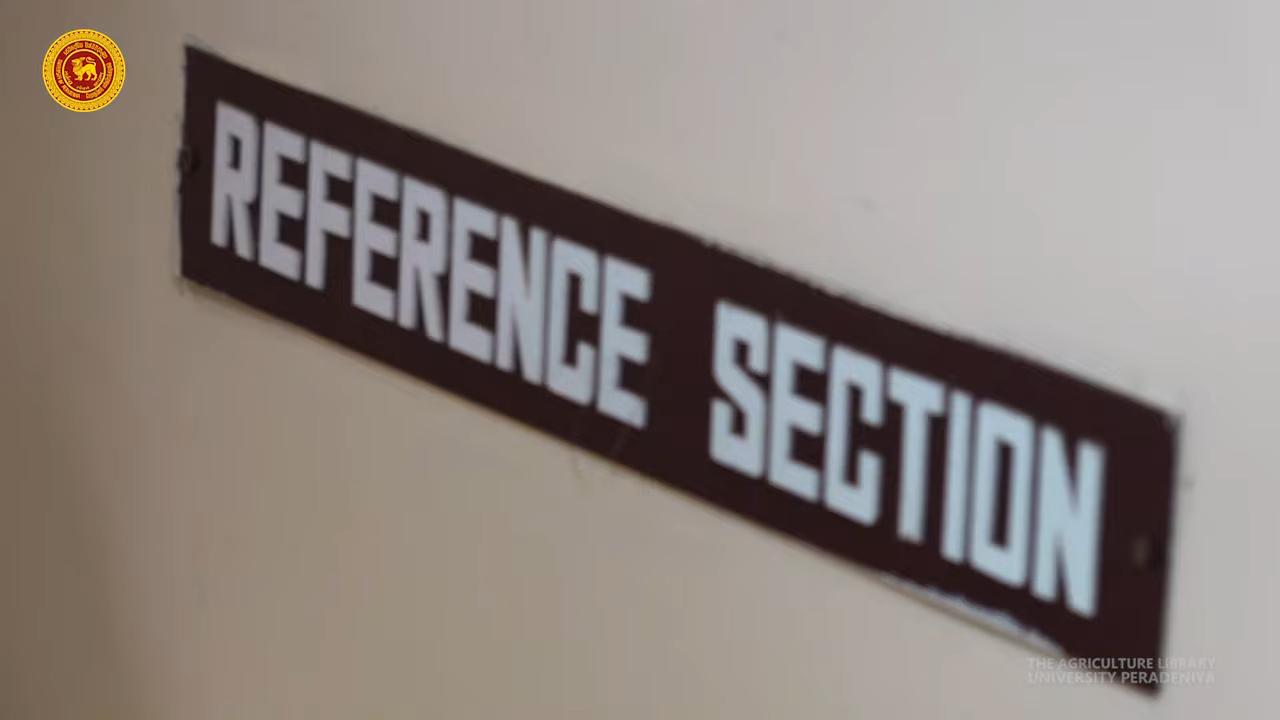 REFERENCE SECTION
THE AGRICULTURE LIBRARY
UNIVERSITY PERADENIYA